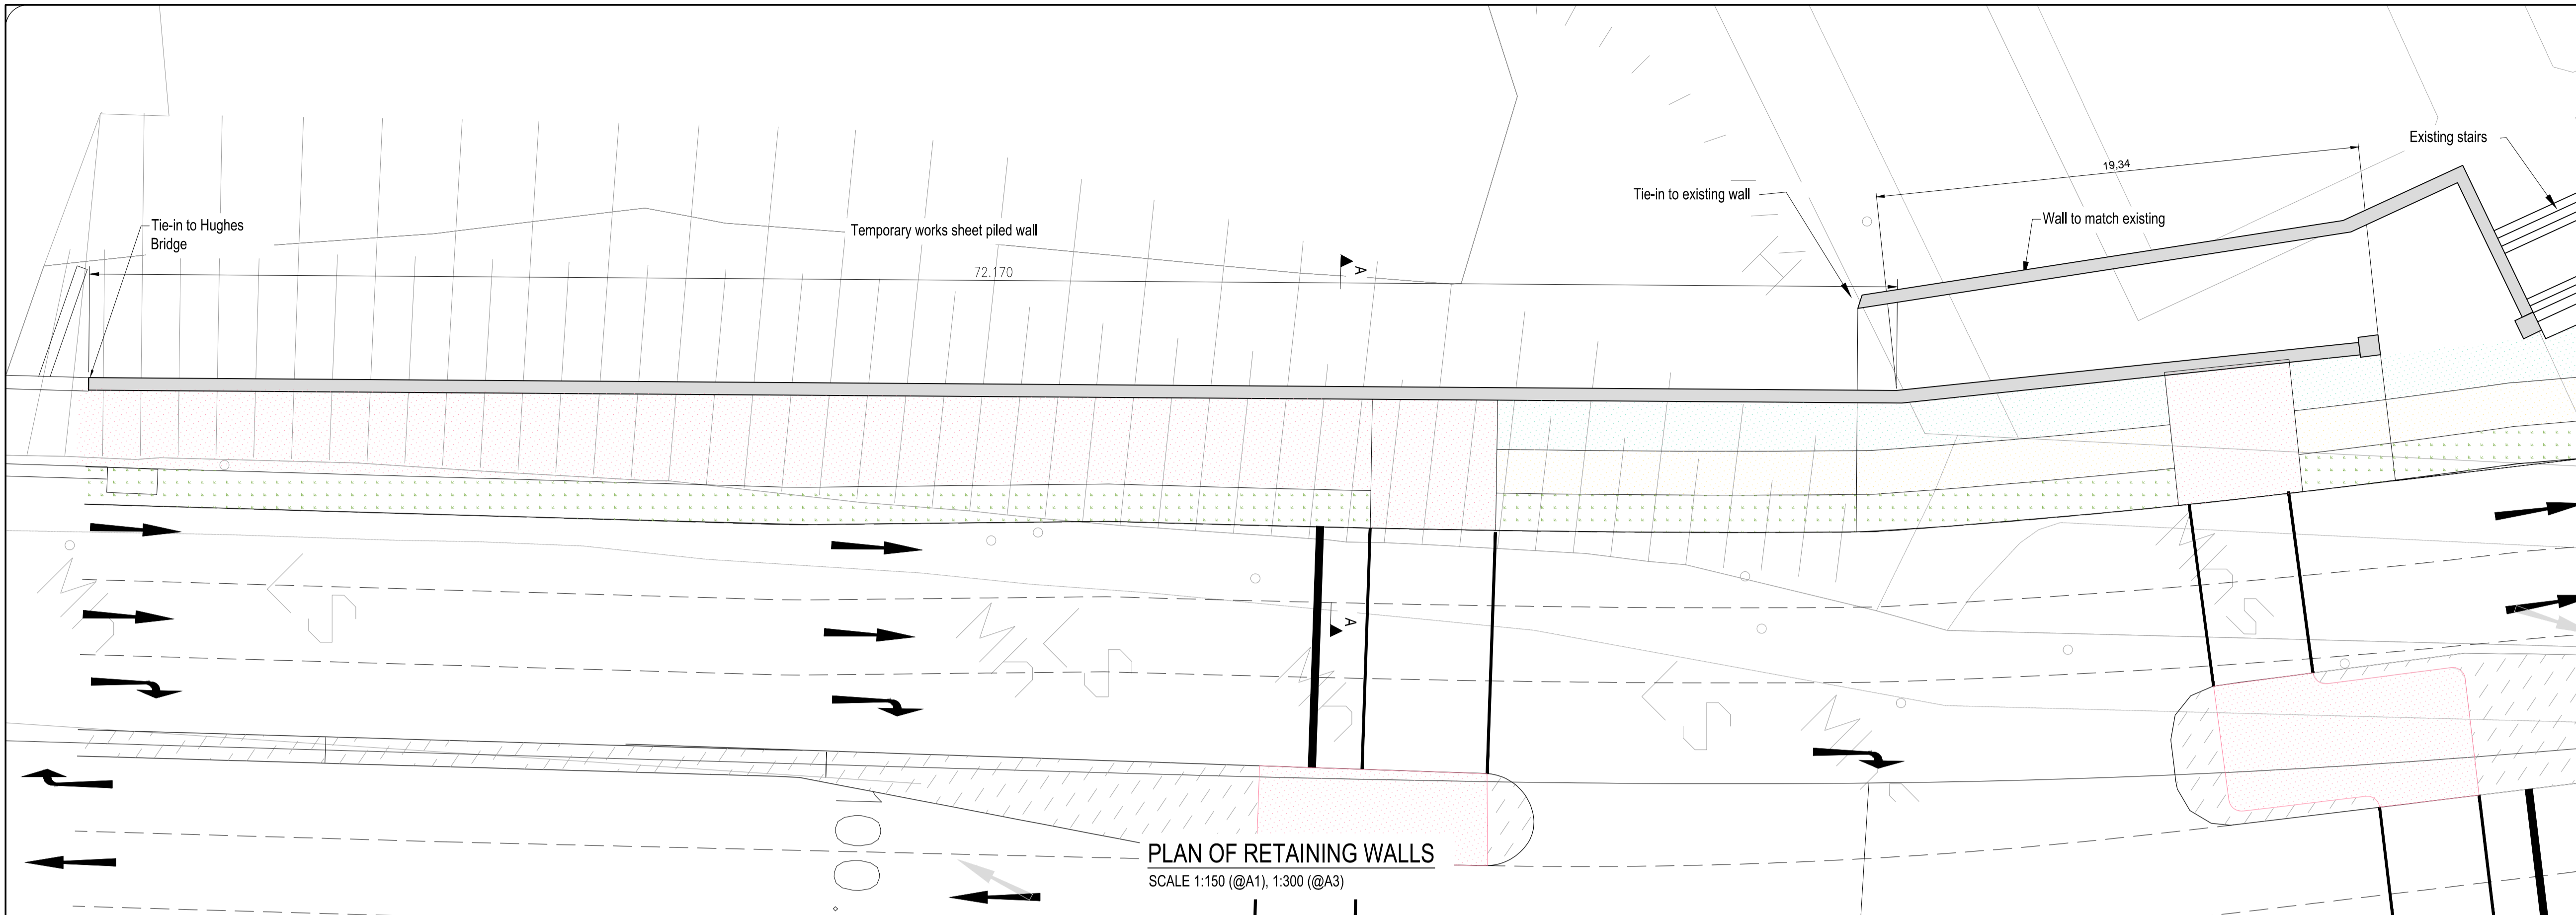 Existing stairs
19,34
Tie-in to existing wall
Wall to match existing
Tie-in to Hughes
Bridge
Temporary works sheet piled wall
72.170
A
A
PLAN OF RETAINING WALLS
SCALE 1:150 (@A1), 1:300 (@A3)